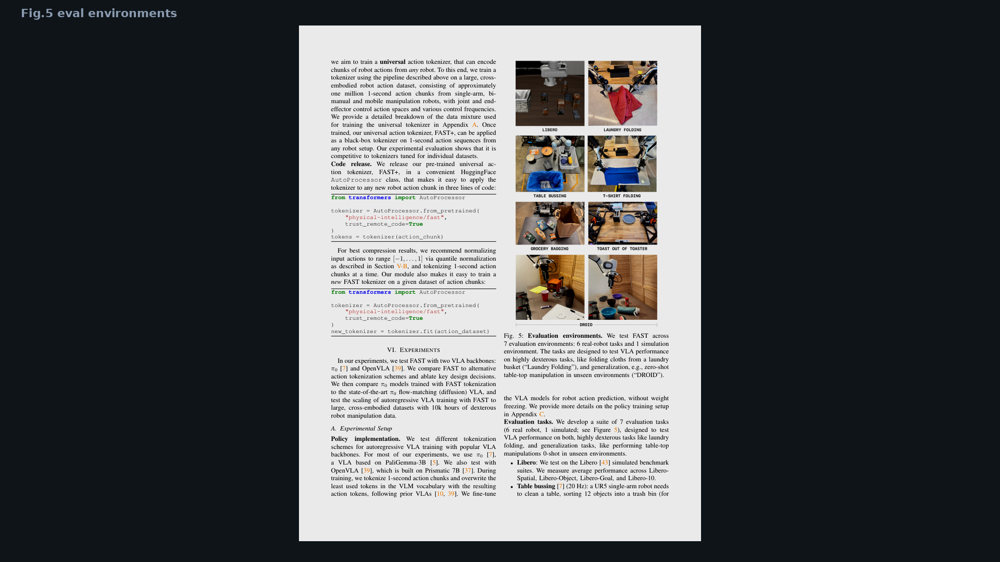 Fig.5 eval environments
we aim to train a universal action tokenizer, that can encode
chunks of robot actions from any robot. To this end, we train a
tokenizer using the pipeline described above on a large, cross-
embodied robot action dataset, consisting of approximately
one million 1-second action chunks from single-arm, bi-
manual and mobile manipulation robots, with joint and end-
effector control action spaces and various control frequencies.
We provide a detailed breakdown of the data mixture used
for training the universal tokenizer in Appendix A. Once
trained, our universal action tokenizer, FAST+, can be applied
as a black-box tokenizer on 1-second action sequences from
any robot setup. Our experimental evaluation shows that it is
competitive to tokenizers tuned for individual datasets.
Code release. We release our pre-trained universal ac-
tion tokenizer, FAST+, in a convenient HuggingFace
AutoProcessor class, that makes it easy to apply the
tokenizer to any new robot action chunk in three lines of code:
from transformers import AutoProcessor
tokenizer = AutoProcessor.from_pretrained(
"physical-intelligence/fast",
trust_remote_code=True
)
tokens = tokenizer(action_chunk)
For best compression results, we recommend normalizing
input actions to range [−1, . . . , 1] via quantile normalization
as described in Section V-B, and tokenizing 1-second action
chunks at a time. Our module also makes it easy to train a
new FAST tokenizer on a given dataset of action chunks:
from transformers import AutoProcessor
tokenizer = AutoProcessor.from_pretrained(
"physical-intelligence/fast",
trust_remote_code=True
)
new_tokenizer = tokenizer.fit(action_dataset)
VI. EXPERIMENTS
In our experiments, we test FAST with two VLA backbones:
π0 [7] and OpenVLA [39]. We compare FAST to alternative
action tokenization schemes and ablate key design decisions.
We then compare π0 models trained with FAST tokenization
to the state-of-the-art π0 flow-matching (diffusion) VLA, and
test the scaling of autoregressive VLA training with FAST to
large, cross-embodied datasets with 10k hours of dexterous
robot manipulation data.
A. Experimental Setup
Policy implementation. We test different tokenization
schemes for autoregressive VLA training with popular VLA
backbones. For most of our experiments, we use π0 [7],
a VLA based on PaliGemma-3B [5]. We also test with
OpenVLA [39], which is built on Prismatic 7B [37]. During
training, we tokenize 1-second action chunks and overwrite the
least used tokens in the VLM vocabulary with the resulting
action tokens, following prior VLAs [10, 39]. We fine-tune
LIBERO
LAUNDRY FOLDING
TABLE BUSSING
T-SHIRT FOLDING
GROCERY BAGGING
TOAST OUT OF TOASTER
DROID
Fig. 5: Evaluation environments. We test FAST across
7 evaluation environments: 6 real-robot tasks and 1 simulation
environment. The tasks are designed to test VLA performance
on highly dexterous tasks, like folding cloths from a laundry
basket (“Laundry Folding”), and generalization, e.g., zero-shot
table-top manipulation in unseen environments (“DROID”).
the VLA models for robot action prediction, without weight
freezing. We provide more details on the policy training setup
in Appendix C.
Evaluation tasks. We develop a suite of 7 evaluation tasks
(6 real robot, 1 simulated; see Figure 5), designed to test
VLA performance on both, highly dexterous tasks like laundry
folding, and generalization tasks, like performing table-top
manipulations 0-shot in unseen environments.
• Libero: We test on the Libero [43] simulated benchmark
suites. We measure average performance across Libero-
Spatial, Libero-Object, Libero-Goal, and Libero-10.
• Table bussing [7] (20 Hz): a UR5 single-arm robot needs
to clean a table, sorting 12 objects into a trash bin (for